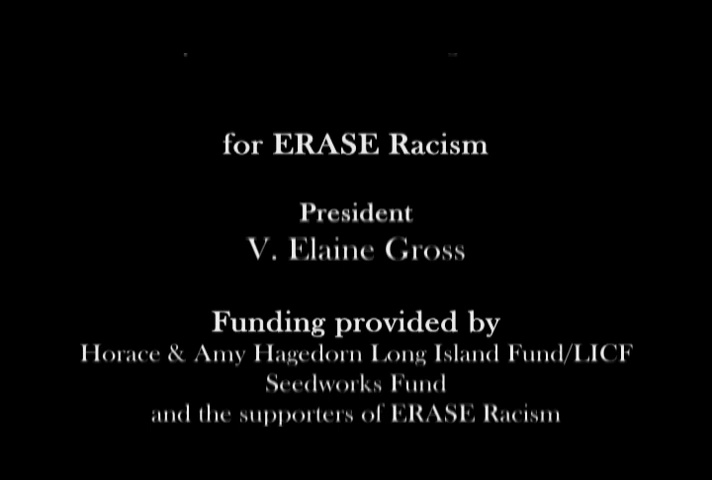 for ERASE Racism
President
V. Elaine Gross
Funding provided by
Horace & Amy Hagedorn Long Island Fund/LICF
Seedworks Fund
and the supporters of ERASE Racism